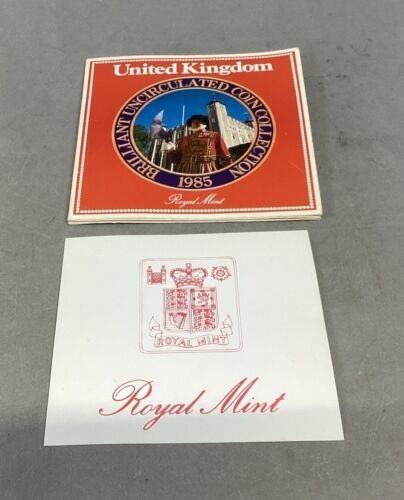 United Kingdom
BRILLIANT UNCIRCULATED COIN COLLECTION
1985
Royal Mint
ROYAL MINT
Royal Mint